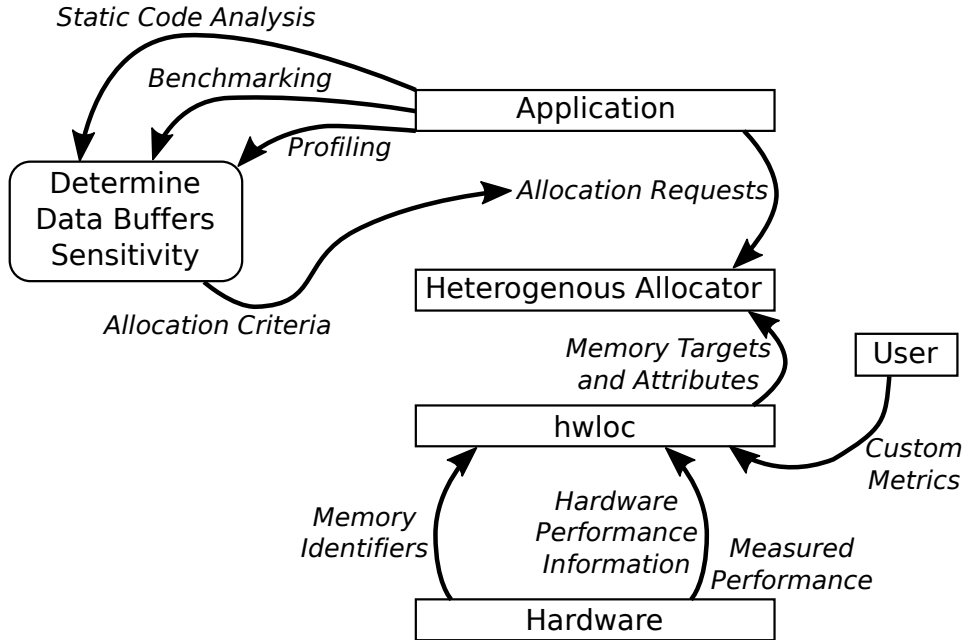 Static Code Analysis
Benchmarking
Application
Profiling
Determine
Data Buffers
Sensitivity
Allocation Requests
Heterogenous Allocator
Allocation Criteria
Memory Targets
and Attributes
User
hwloc
Custom
Metrics
Memory
Identifiers
Hardware
Performance
Information
Measured
Performance
Hardware